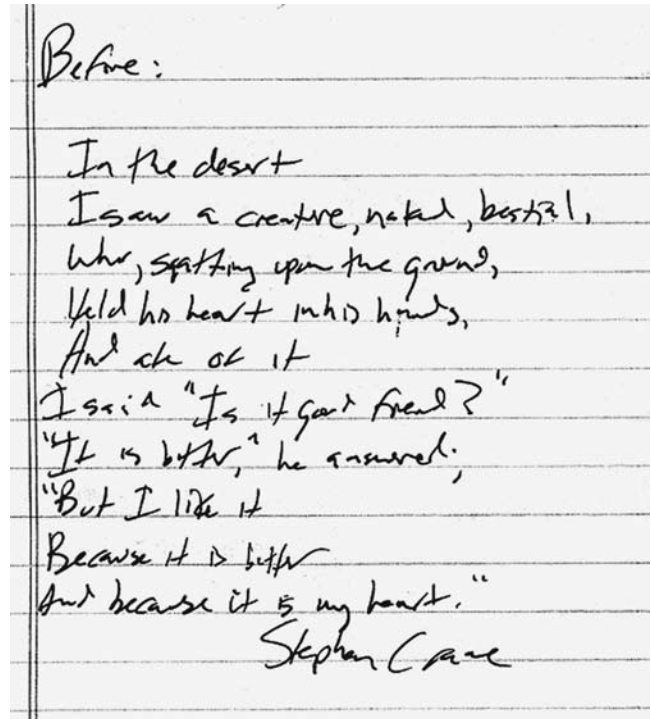 Before:
In the desert
I saw a creature, naked, bestial,
Who, spatting upon the ground,
Held his heart in his hands,
And ate of it
I said "Is it good friend?"
"It is bitter," he answered;
"But I like it
Because it is bitter
And because it is my heart."
Stephen Crane